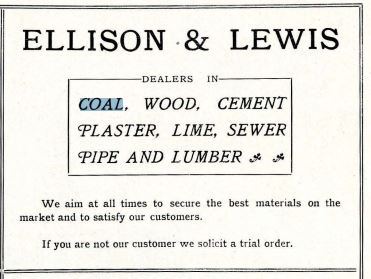 ELLISON & LEWIS
DEALERS IN
COAL, WOOD, CEMENT
PLASTER, LIME, SEWER
PIPE AND LUMBER
We aim at all times to secure the best materials on the
market and to satisfy our customers.
If you are not our customer we solicit a trial order.